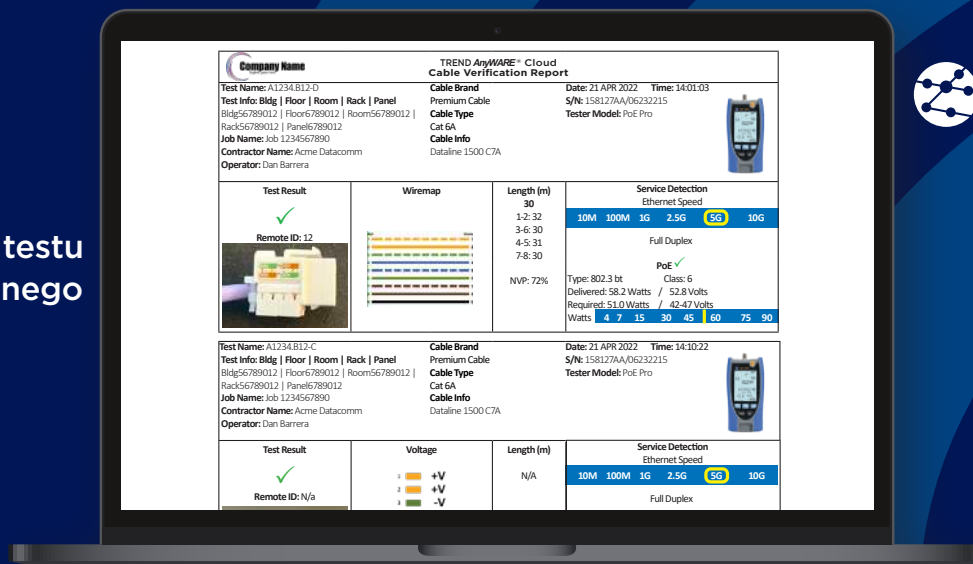 testu
nego
Company Name
TREND AnyWARE® Cloud
Cable Verification Report
Test Name: A1234.B12-D
Test Info: Bldg | Floor | Room | Rack | Panel
Bldg56789012 | Floor6789012 | Room56789012 |
Rack56789012 | Panel6789012
Job Name: Job 1234567890
Contractor Name: Acme Datacomm
Operator: Dan Barrera
Cable Brand
Premium Cable
Cable Type
Cat 6A
Cable Info
Dataline 1500 C7A
Date: 21 APR 2022 Time: 14:01:03
S/N: 158127AA/06232215
Tester Model: PoE Pro
Test Result
Remote ID: 12
Wiremap
Length (m)
30
1-2: 32
3-6: 30
4-5: 31
7-8: 30
NVP: 72%
Service Detection
Ethernet Speed
10M 100M 1G 2.5G 5G 10G
Full Duplex
PoE ✓
Type: 802.3 bt Class: 6
Delivered: 58.2 Watts / 52.8 Volts
Required: 51.0 Watts / 42-47 Volts
Watts 4 7 15 30 45 60 75 90
Test Name: A1234.B12-C
Test Info: Bldg | Floor | Room | Rack | Panel
Bldg56789012 | Floor6789012 | Room56789012 |
Rack56789012 | Panel6789012
Job Name: Job 1234567890
Contractor Name: Acme Datacomm
Operator: Dan Barrera
Cable Brand
Premium Cable
Cable Type
Cat 6A
Cable Info
Dataline 1500 C7A
Date: 21 APR 2022 Time: 14:10:22
S/N: 158127AA/06232215
Tester Model: PoE Pro
Test Result
Remote ID: N/a
Voltage
1 +V
2 +V
3 -V
Length (m)
N/A
Service Detection
Ethernet Speed
10M 100M 1G 2.5G 5G 10G
Full Duplex